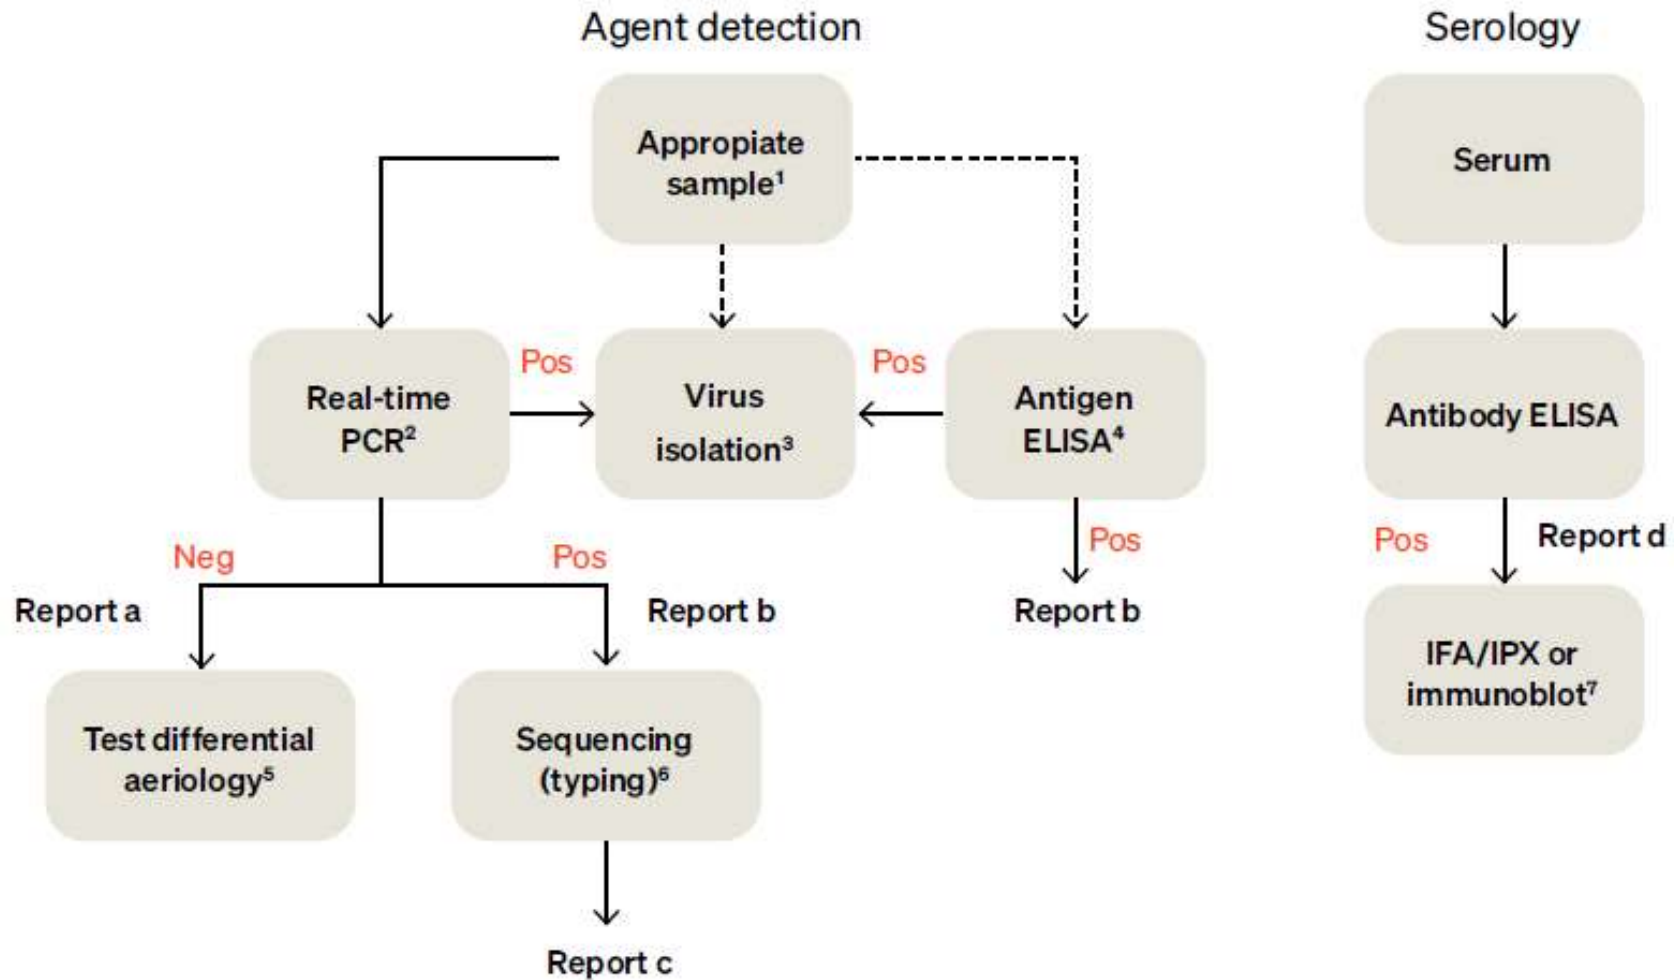 Agent detection
Serology
Appropiate
sample¹
Serum
Pos
Pos
Real-time
PCR²
Virus
isolation³
Antigen
ELISA⁴
Antibody ELISA
Neg
Pos
Pos
Pos
Report d
Report a
Report b
Report b
Test differential
aeriology⁵
Sequencing
(typing)⁶
IFA/IPX or
immunoblot⁷
Report c